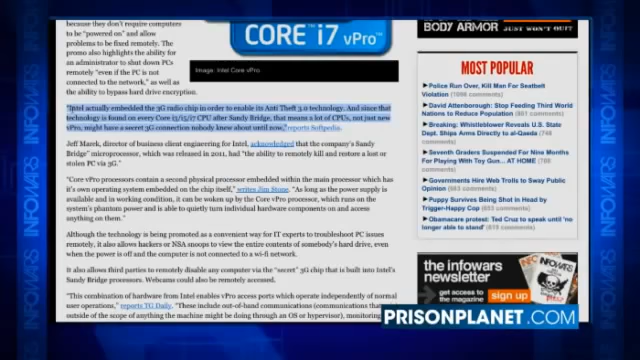 because they don't require computers
to be "powered on" and allow
problems to be fixed remotely. The
promo also highlights the ability for
an administrator to shut down PCs
remotely "even if the PC is not
connected to the network," as well as
the ability to bypass hard drive encryption.
CORE i7 vPro™
Image: Intel Core vPro.
"Intel actually embedded the 3G radio chip in order to enable its Anti Theft 3.0 technology. And since that
technology is found on every Core i3/i5/i7 CPU after Sandy Bridge, that means a lot of CPUs, not just new
vPro, might have a secret 3G connection nobody knew about until now," reports Softpedia.
Jeff Marek, director of business client engineering for Intel, acknowledged that the company's Sandy
Bridge" microprocessor, which was released in 2011, had "the ability to remotely kill and restore a lost or
stolen PC via 3G."
"Core vPro processors contain a second physical processor embedded within the main processor which has
it's own operating system embedded on the chip itself," writes Jim Stone. "As long as the power supply is
available and in working condition, it can be woken up by the Core vPro processor, which runs on the
system's phantom power and is able to quietly turn individual hardware components on and access
anything on them."
Although the technology is being promoted as a convenient way for IT experts to troubleshoot PC issues
remotely, it also allows hackers or NSA snoops to view the entire contents of somebody's hard drive, even
when the power is off and the computer is not connected to a wi-fi network.
It also allows third parties to remotely disable any computer via the "secret" 3G chip that is built into Intel's
Sandy Bridge processors. Webcams could also be remotely accessed.
"This combination of hardware from Intel enables vPro access ports which operate independently of normal
user operations," reports TG Daily. "These include out-of-band communications (communications that
outside of the scope of anything the machine might be doing through an OS or hypervisor), monitoring
BODY ARMOR
JUST WON'T QUIT
MOST POPULAR
Police Run Over, Kill Man For Seatbelt
Violation
David Attenborough: Stop Feeding Third World
Nations to Reduce Population
Breaking: Whistleblower Reveals U.S. State
Dept. Ships Arms Directly to al-Qaeda
Seventh Graders Suspended For Nine Months
For Playing With Toy Gun... AT HOME
comments)
Governments Hire Web Trolls to Sway Public
Opinion
Puppy Survives Being Shot in Head by
Trigger-Happy Cop
Obamacare protest: Ted Cruz to speak until 'no
longer able to stand'
the infowars
newsletter
get access to
the magazine
sign up
INFOWARS
PRISONPLANET.COM
INFOWARS
INFOWARS